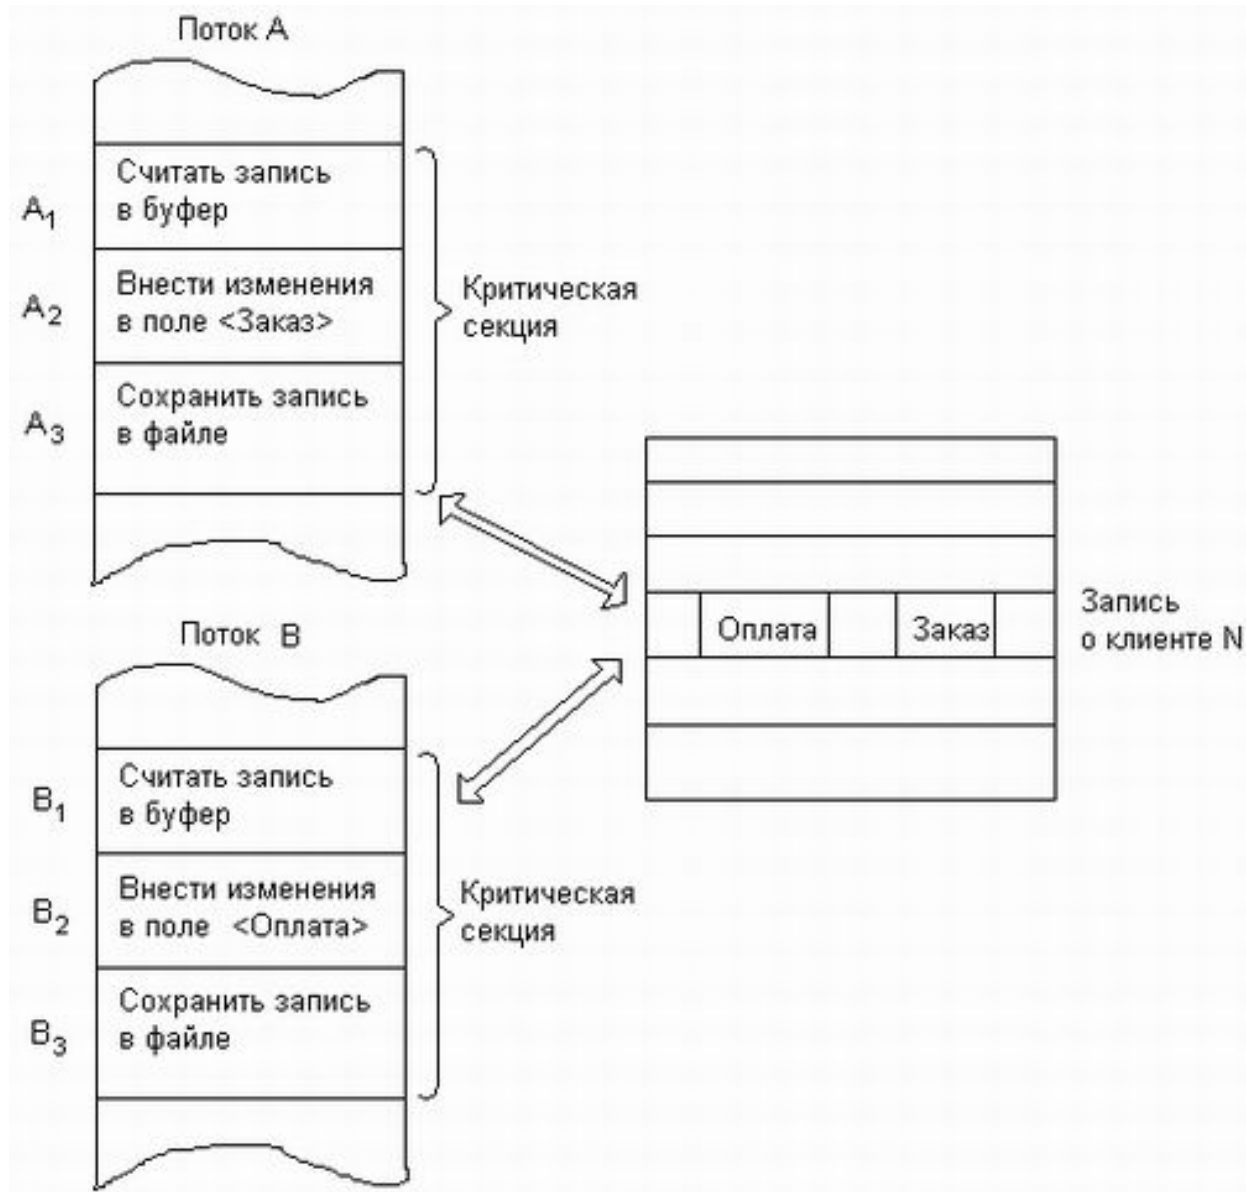 Поток A
Считать запись
в буфер
A1
Внести изменения
в поле <Заказ>
A2
Сохранить запись
в файле
A3
Критическая
секция
Оплата
Заказ
Запись
о клиенте N
Поток B
Считать запись
в буфер
B1
Внести изменения
в поле <Оплата>
B2
Сохранить запись
в файле
B3
Критическая
секция